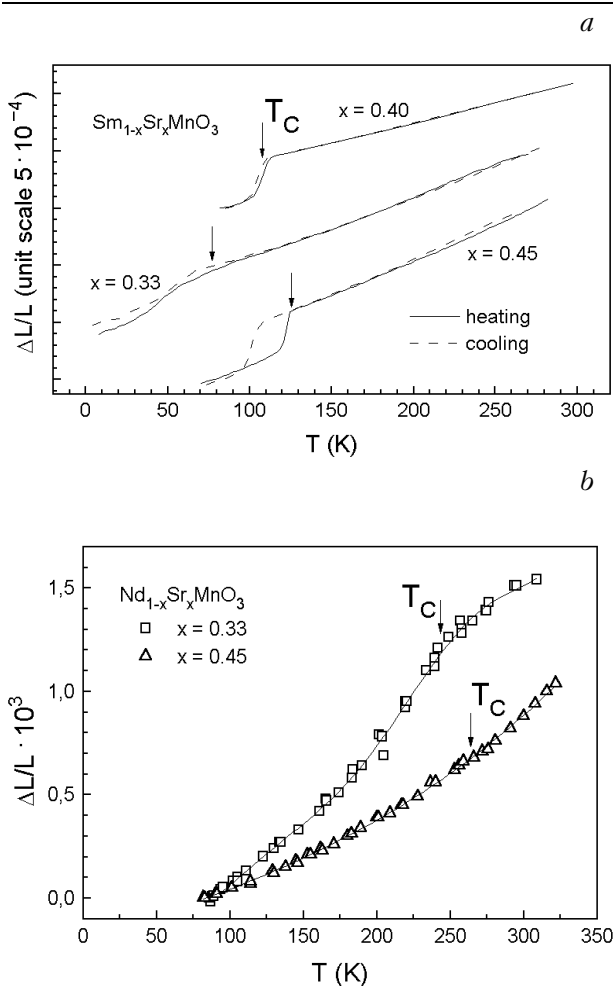 a
Sm1-xSrxMnO3
TC
x = 0.40
x = 0.33
x = 0.45
heating
cooling
ΔL/L (unit scale 5·10−4)
0 50 100 150 200 250 300
T (K)
b
Nd1-xSrxMnO3
x = 0.33
x = 0.45
TC
TC
1,5
1,0
0,5
0,0
ΔL/L · 103
0 50 100 150 200 250 300 350
T (K)